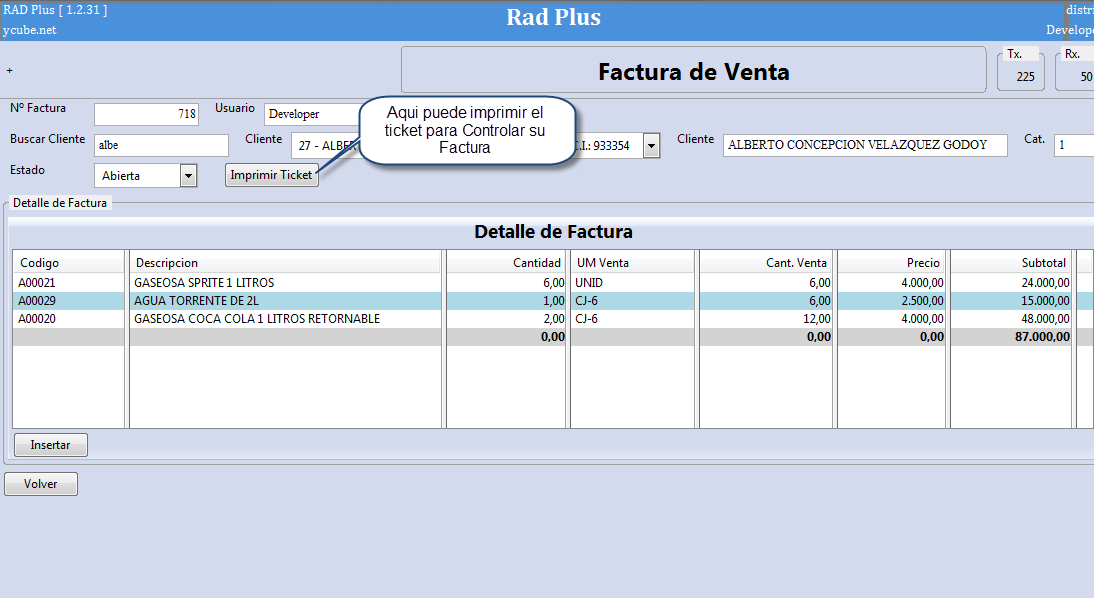 RAD Plus [ 1.2.31 ]
Rad Plus
distri
ycube.net
Develope
+
Factura de Venta
Tx.
225
Rx.
50
Nº Factura
718
Usuario
Developer
Aqui puede imprimir el
ticket para Controlar su
Factura
Buscar Cliente
albe
Cliente
27 - ALBER
C.I.: 933354
Cliente
ALBERTO CONCEPCION VELAZQUEZ GODOY
Cat.
1
Estado
Abierta
Imprimir Ticket
Detalle de Factura
Detalle de Factura
Codigo Descripcion Cantidad UM Venta Cant. Venta Precio Subtotal
A00021 GASEOSA SPRITE 1 LITROS 6,00 UNID 6,00 4.000,00 24.000,00
A00029 AGUA TORRENTE DE 2L 1,00 CJ-6 6,00 2.500,00 15.000,00
A00020 GASEOSA COCA COLA 1 LITROS RETORNABLE 2,00 CJ-6 12,00 4.000,00 48.000,00
0,00 0,00 0,00 87.000,00
Insertar
Volver